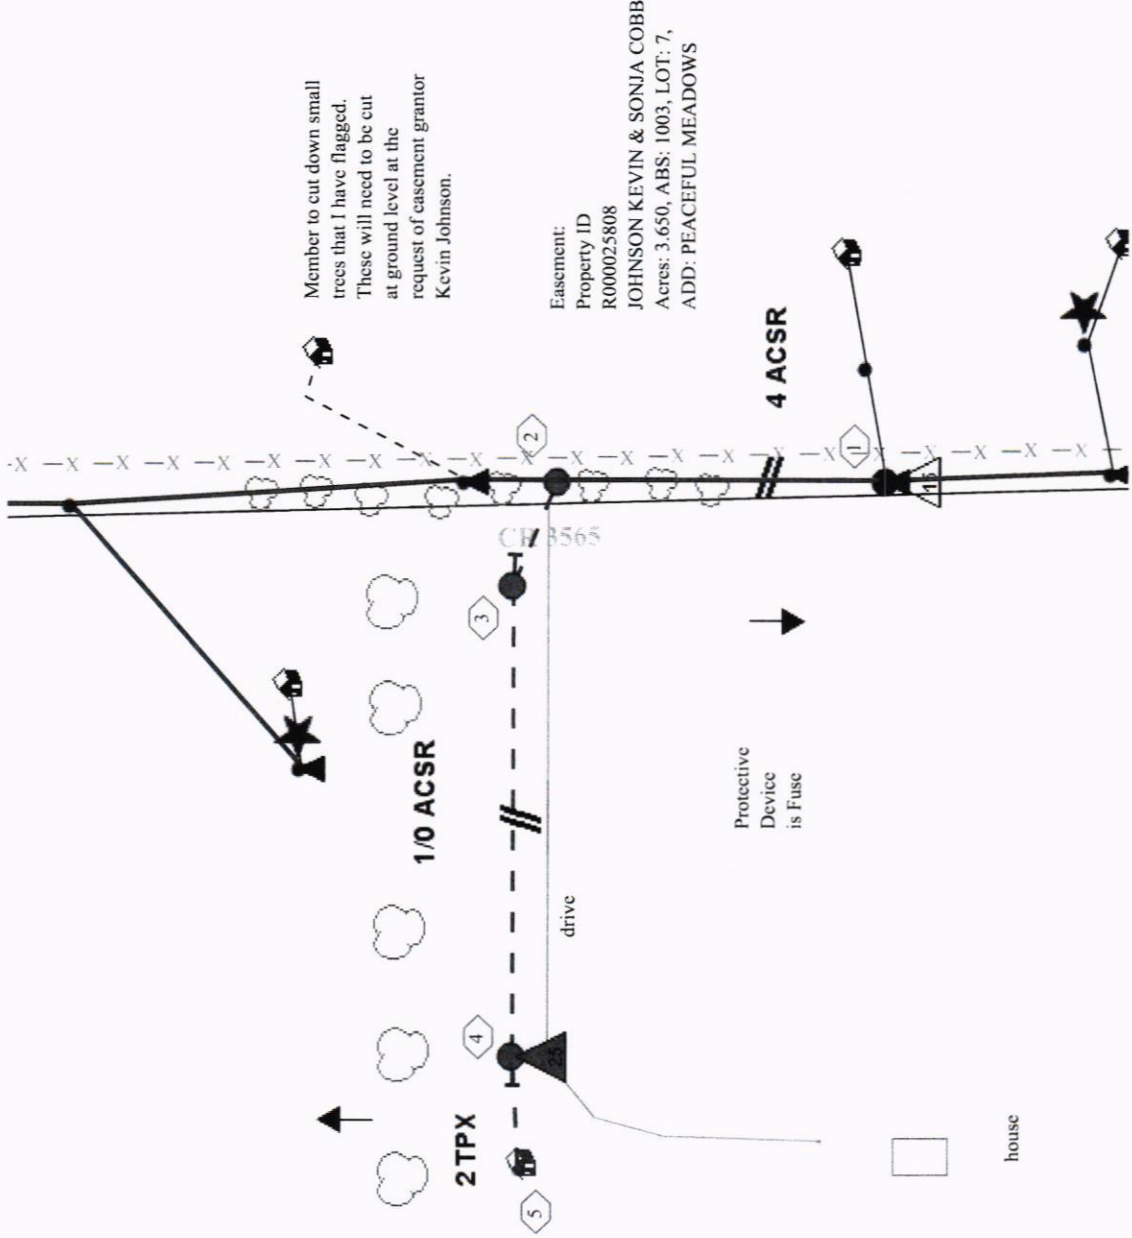 Member to cut down small
trees that I have flagged.
These will need to be cut
at ground level at the
request of easement grantor
Kevin Johnson.
Easement:
Property ID
R000025808
JOHNSON KEVIN & SONJA COBB
Acres: 3.650, ABS: 1003, LOT: 7,
ADD: PEACEFUL MEADOWS
4 ACSR
2
1
15
CR 3565
3
1/0 ACSR
Protective
Device
is Fuse
drive
4
25
2 TPX
5
house